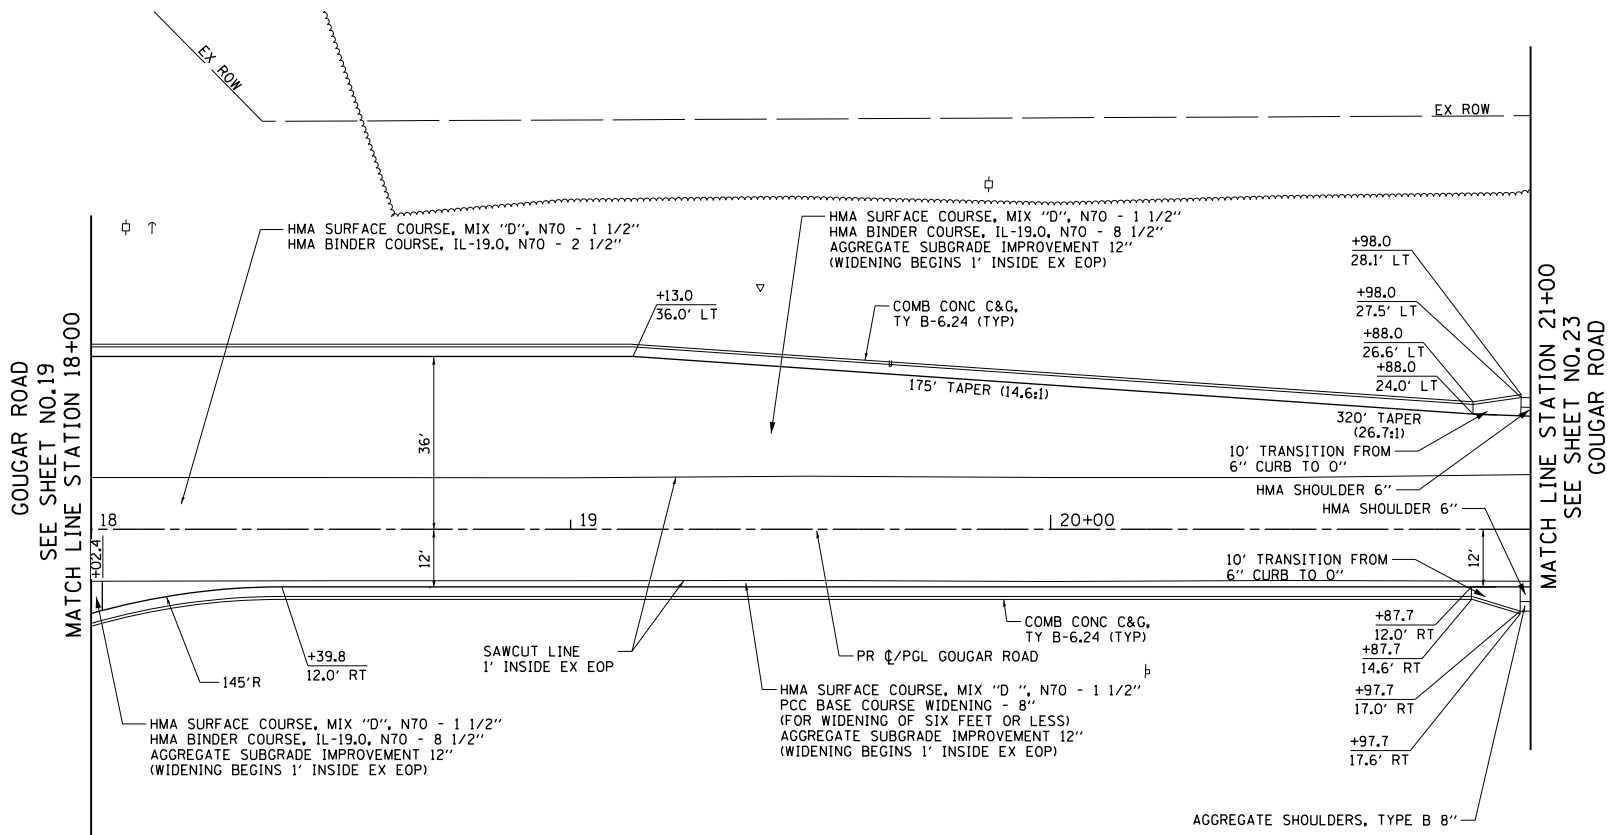 EX ROW
EX ROW
HMA SURFACE COURSE, MIX "D", N70 - 1 1/2"
HMA BINDER COURSE, IL-19.0, N70 - 2 1/2"
HMA SURFACE COURSE, MIX "D", N70 - 1 1/2"
HMA BINDER COURSE, IL-19.0, N70 - 8 1/2"
AGGREGATE SUBGRADE IMPROVEMENT 12"
(WIDENING BEGINS 1' INSIDE EX EOP)
+98.0
28.1' LT
+98.0
27.5' LT
+88.0
26.6' LT
+88.0
24.0' LT
+13.0
36.0' LT
COMB CONC C&G,
TY B-6.24 (TYP)
175' TAPER (14.6:1)
320' TAPER
(26.7:1)
10' TRANSITION FROM
6" CURB TO 0"
HMA SHOULDER 6"
HMA SHOULDER 6"
GOUGAR ROAD
SEE SHEET NO.19
MATCH LINE STATION 18+00
MATCH LINE STATION 21+00
SEE SHEET NO.23
GOUGAR ROAD
36'
18
19
20+00
+02.4
12'
12'
10' TRANSITION FROM
6" CURB TO 0"
+87.7
12.0' RT
+87.7
14.6' RT
+97.7
17.0' RT
+97.7
17.6' RT
COMB CONC C&G,
TY B-6.24 (TYP)
SAWCUT LINE
1' INSIDE EX EOP
PR ℄/PGL GOUGAR ROAD
+39.8
12.0' RT
145'R
HMA SURFACE COURSE, MIX "D ", N70 - 1 1/2"
PCC BASE COURSE WIDENING - 8"
(FOR WIDENING OF SIX FEET OR LESS)
AGGREGATE SUBGRADE IMPROVEMENT 12"
(WIDENING BEGINS 1' INSIDE EX EOP)
HMA SURFACE COURSE, MIX "D", N70 - 1 1/2"
HMA BINDER COURSE, IL-19.0, N70 - 8 1/2"
AGGREGATE SUBGRADE IMPROVEMENT 12"
(WIDENING BEGINS 1' INSIDE EX EOP)
AGGREGATE SHOULDERS, TYPE B 8"